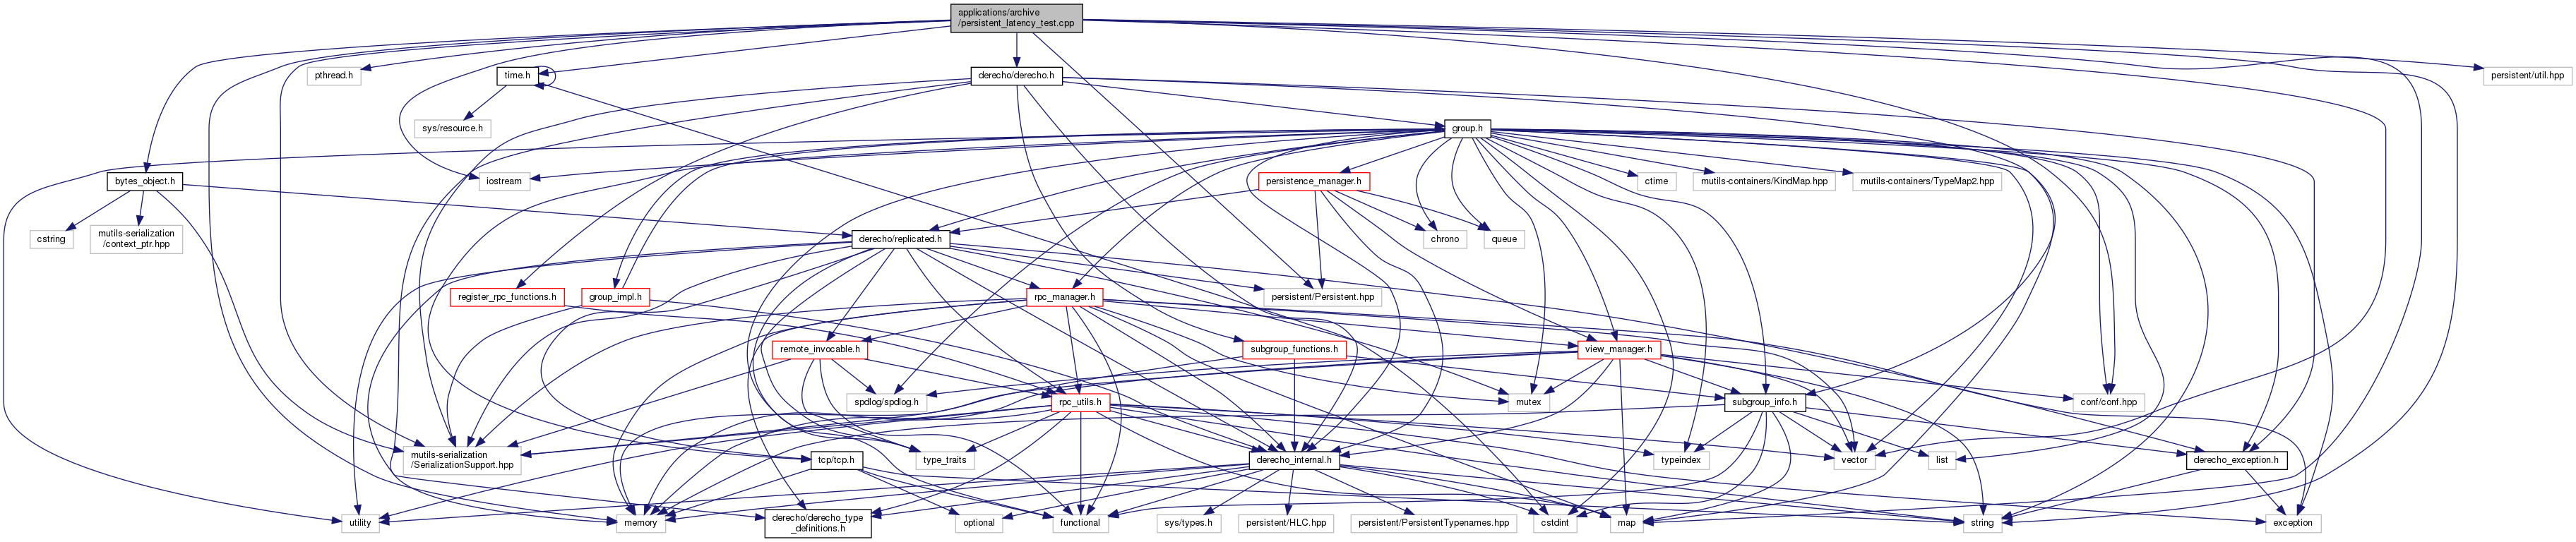 applications/archive
/persistent_latency_test.cpp
pthread.h
time.h
derecho/derecho.h
persistent/util.hpp
sys/resource.h
group.h
bytes_object.h
iostream
persistence_manager.h
ctime
mutils-containers/KindMap.hpp
mutils-containers/TypeMap2.hpp
cstring
mutils-serialization
/context_ptr.hpp
derecho/replicated.h
chrono
queue
register_rpc_functions.h
group_impl.h
rpc_manager.h
persistent/Persistent.hpp
remote_invocable.h
subgroup_functions.h
view_manager.h
spdlog/spdlog.h
rpc_utils.h
mutex
subgroup_info.h
conf/conf.hpp
mutils-serialization
/SerializationSupport.hpp
tcp/tcp.h
type_traits
derecho_internal.h
typeindex
vector
list
derecho_exception.h
utility
memory
derecho/derecho_type
_definitions.h
optional
functional
sys/types.h
persistent/HLC.hpp
persistent/PersistentTypenames.hpp
cstdint
map
string
exception